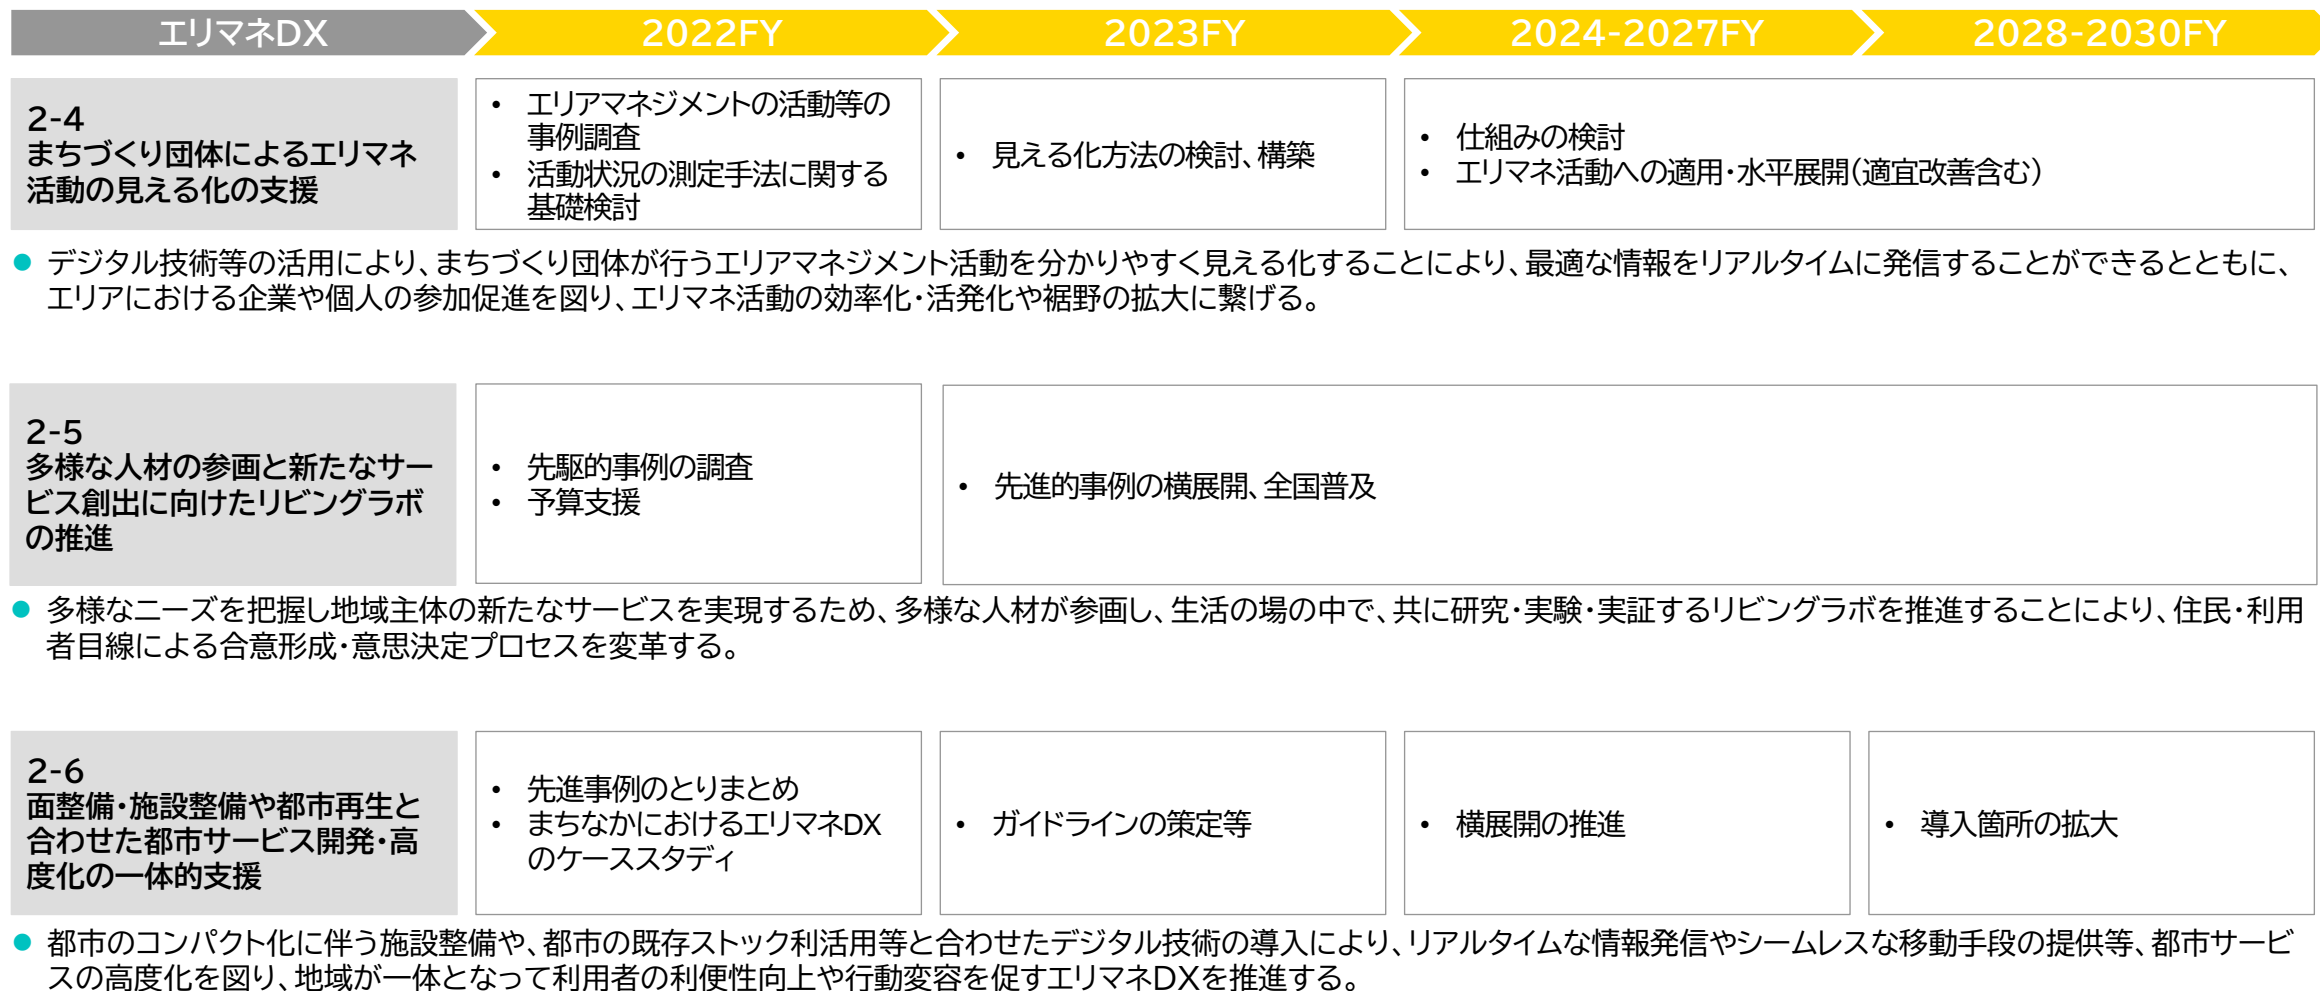 エリマネDX
2022FY
2023FY
2024-2027FY
2028-2030FY
2-4
まちづくり団体によるエリマネ
活動の見える化の支援
• エリアマネジメントの活動等の
事例調査
• 活動状況の測定手法に関する
基礎検討
• 見える化方法の検討、構築
• 仕組みの検討
• エリマネ活動への適用・水平展開(適宜改善含む)
● デジタル技術等の活用により、まちづくり団体が行うエリアマネジメント活動を分かりやすく見える化することにより、最適な情報をリアルタイムに発信することができるとともに、
エリアにおける企業や個人の参加促進を図り、エリマネ活動の効率化・活発化や裾野の拡大に繋げる。
2-5
多様な人材の参画と新たなサー
ビス創出に向けたリビングラボ
の推進
• 先駆的事例の調査
• 予算支援
• 先進的事例の横展開、全国普及
● 多様なニーズを把握し地域主体の新たなサービスを実現するため、多様な人材が参画し、生活の場の中で、共に研究・実験・実証するリビングラボを推進することにより、住民・利用
者目線による合意形成・意思決定プロセスを変革する。
2-6
面整備・施設整備や都市再生と
合わせた都市サービス開発・高
度化の一体的支援
• 先進事例のとりまとめ
• まちなかにおけるエリマネDX
のケーススタディ
• ガイドラインの策定等
• 横展開の推進
• 導入箇所の拡大
● 都市のコンパクト化に伴う施設整備や、都市の既存ストック利活用等と合わせたデジタル技術の導入により、リアルタイムな情報発信やシームレスな移動手段の提供等、都市サービ
スの高度化を図り、地域が一体となって利用者の利便性向上や行動変容を促すエリマネDXを推進する。